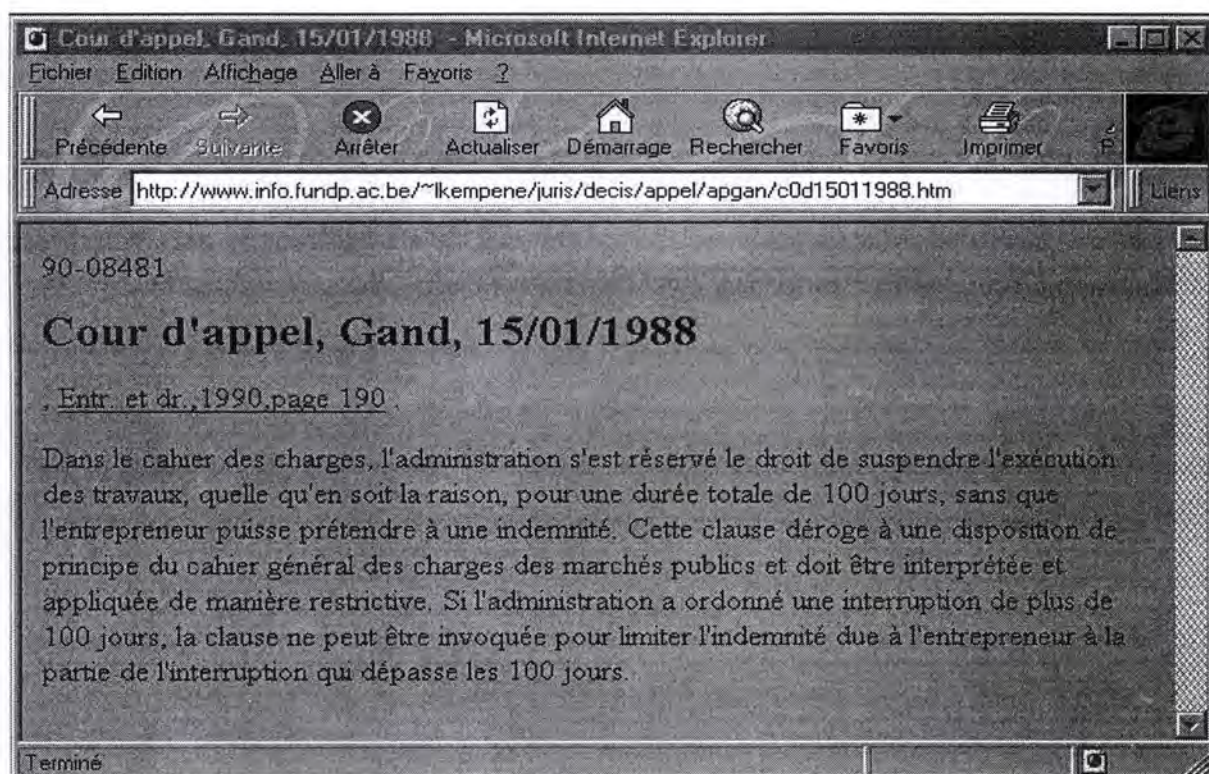 Cour d'appel, Gand, 15/01/1988 - Microsoft Internet Explorer
Fichier Edition Affichage Aller à Favoris ?
Précédente Suivante Arrêter Actualiser Démarrage Rechercher Favoris Imprimer P
Adresse http://www.info.fundp.ac.be/~lkempene/juris/decis/appel/apgan/c0d15011988.htm Liens
90-08481
Cour d'appel, Gand, 15/01/1988
, Entr. et dr.,1990,page 190 .
Dans le cahier des charges, l'administration s'est réservé le droit de suspendre l'exécution
des travaux, quelle qu'en soit la raison, pour une durée totale de 100 jours, sans que
l'entrepreneur puisse prétendre à une indemnité. Cette clause déroge à une disposition de
principe du cahier général des charges des marchés publics et doit être interprétée et
appliquée de manière restrictive. Si l'administration a ordonné une interruption de plus de
100 jours, la clause ne peut être invoquée pour limiter l'indemnité due à l'entrepreneur à la
partie de l'interruption qui dépasse les 100 jours.
Terminé